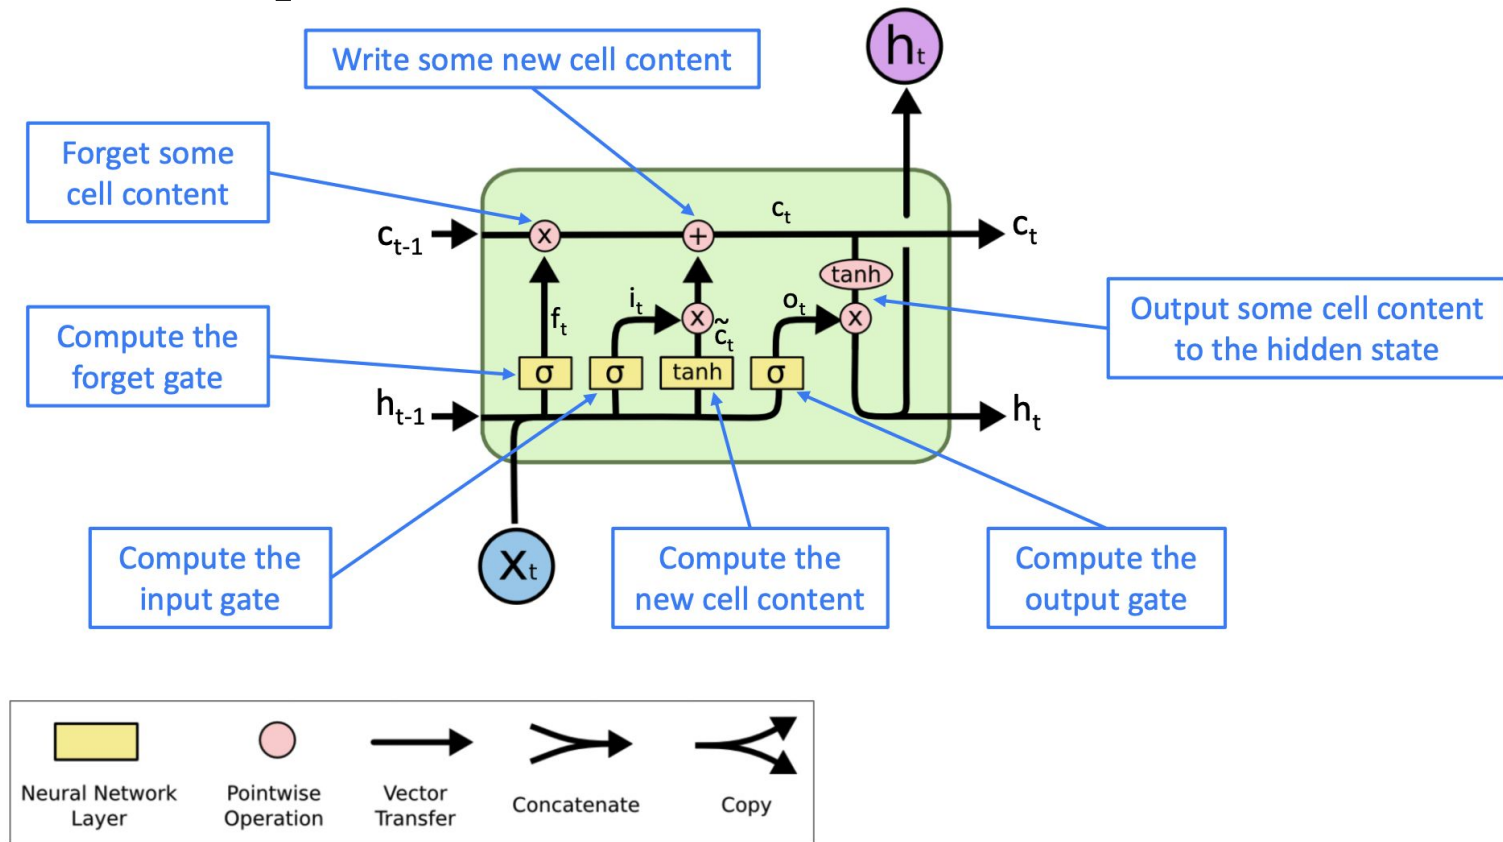 Write some new cell content
h_t
Forget some
cell content
c_t
c_{t-1}
x
+
c_t
tanh
i_t
o_t
Output some cell content
to the hidden state
f_t
x
x
c̃_t
Compute the
forget gate
σ
σ
tanh
σ
h_{t-1}
h_t
Compute the
input gate
X_t
Compute the
new cell content
Compute the
output gate
Neural Network
Layer
Pointwise
Operation
Vector
Transfer
Concatenate
Copy